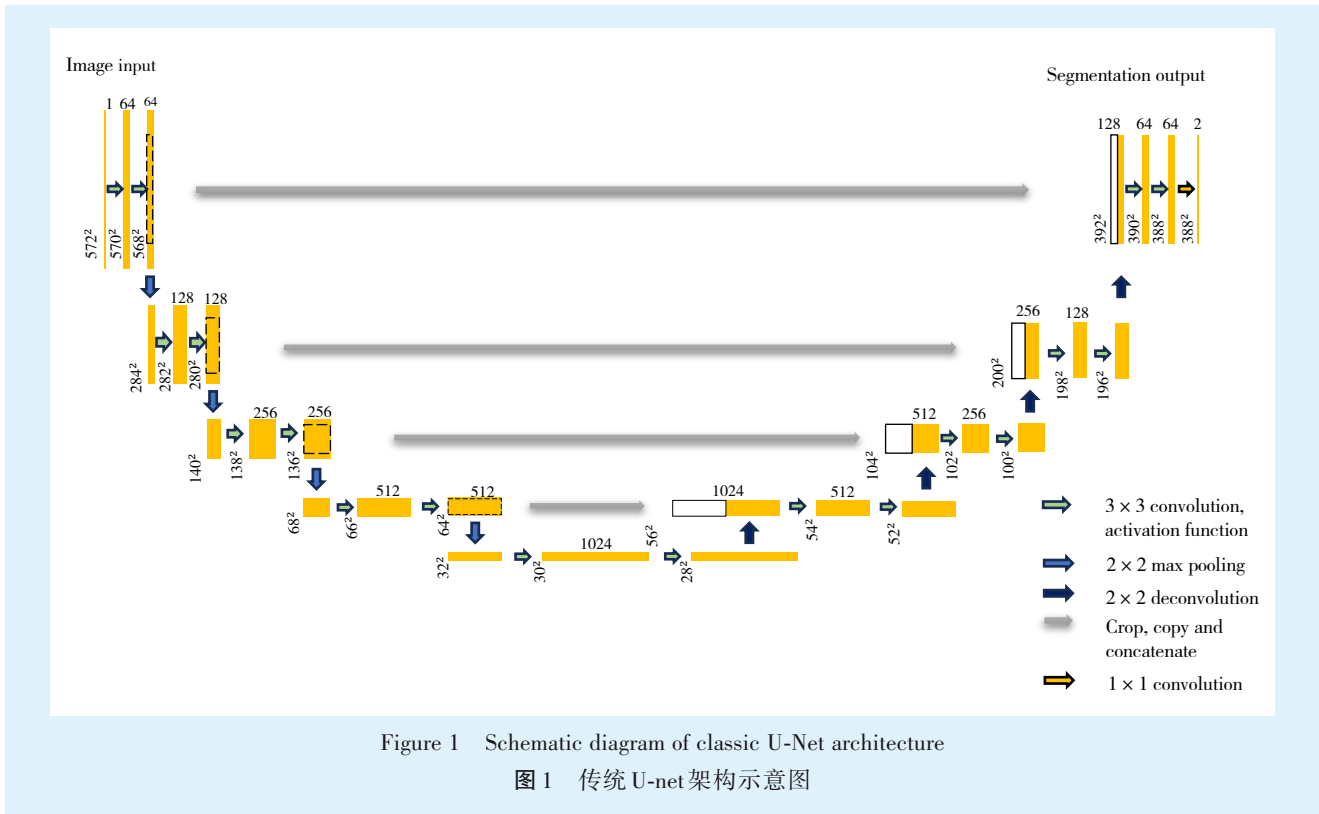 Image input
Segmentation output
1 64 64
572²
570²
568²
128 64 64 2
392²
390²
388²
388²
128 128
284²
282²
280²
256 128
200²
198²
196²
256 256
140²
138²
136²
512 256
104²
102²
100²
512 512
68²
66²
64²
1024 512
56²
54²
52²
1024
32²
30²
28²
3 × 3 convolution,
activation function
2 × 2 max pooling
2 × 2 deconvolution
Crop, copy and
concatenate
1 × 1 convolution
Figure 1 Schematic diagram of classic U-Net architecture
图 1 传统 U-net 架构示意图